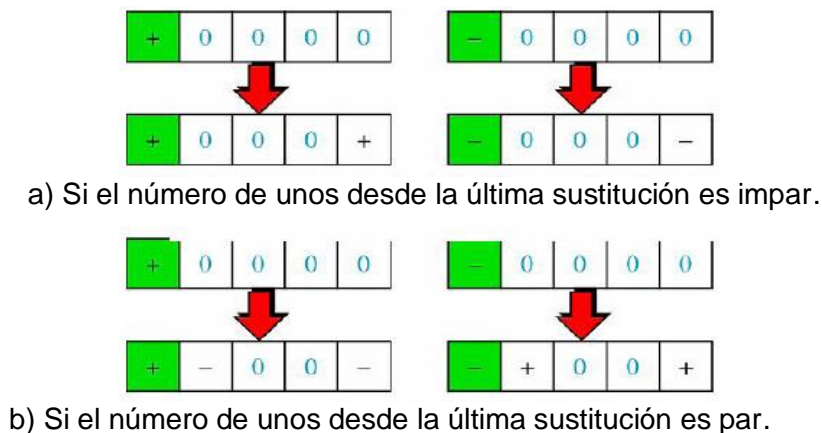 + 0 0 0 0 − 0 0 0 0
+ 0 0 0 + − 0 0 0 −
a) Si el número de unos desde la última sustitución es impar.
+ 0 0 0 0 − 0 0 0 0
+ − 0 0 − − + 0 0 +
b) Si el número de unos desde la última sustitución es par.